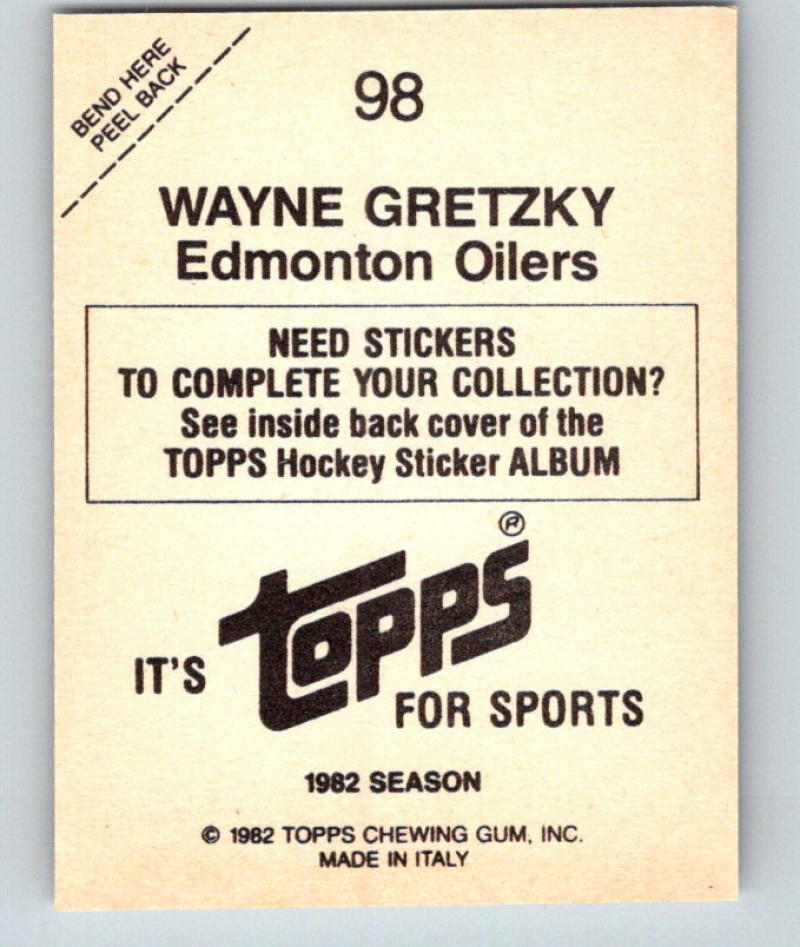 BEND HERE
PEEL BACK
98
WAYNE GRETZKY
Edmonton Oilers
NEED STICKERS
TO COMPLETE YOUR COLLECTION?
See inside back cover of the
TOPPS Hockey Sticker ALBUM
IT'S topps® FOR SPORTS
1982 SEASON
© 1982 TOPPS CHEWING GUM, INC.
MADE IN ITALY